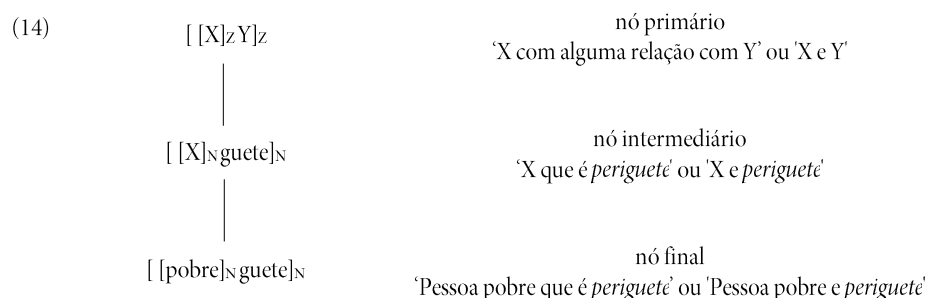 (14) [ [X]Z Y]Z nó primário
‘X com alguma relação com Y’ ou 'X e Y'
[ [X]N guete]N nó intermediário
‘X que é periguete' ou 'X e periguete'
[ [pobre]N guete]N nó final
‘Pessoa pobre que é periguete’ ou 'Pessoa pobre e periguete'